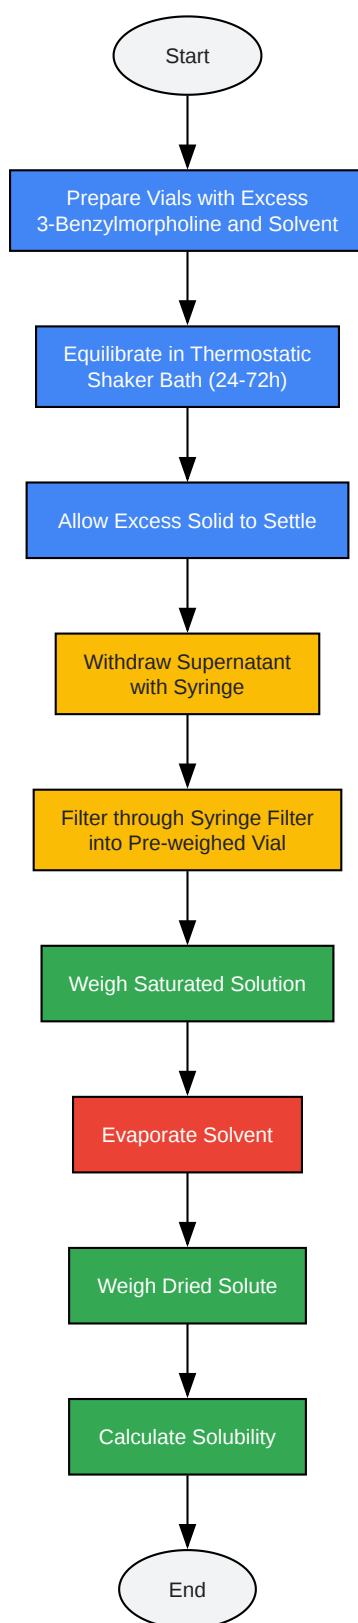 Start
Prepare Vials with Excess
3-Benzylmorpholine and Solvent
Equilibrate in Thermostatic
Shaker Bath (24-72h)
Allow Excess Solid to Settle
Withdraw Supernatant
with Syringe
Filter through Syringe Filter
into Pre-weighed Vial
Weigh Saturated Solution
Evaporate Solvent
Weigh Dried Solute
Calculate Solubility
End